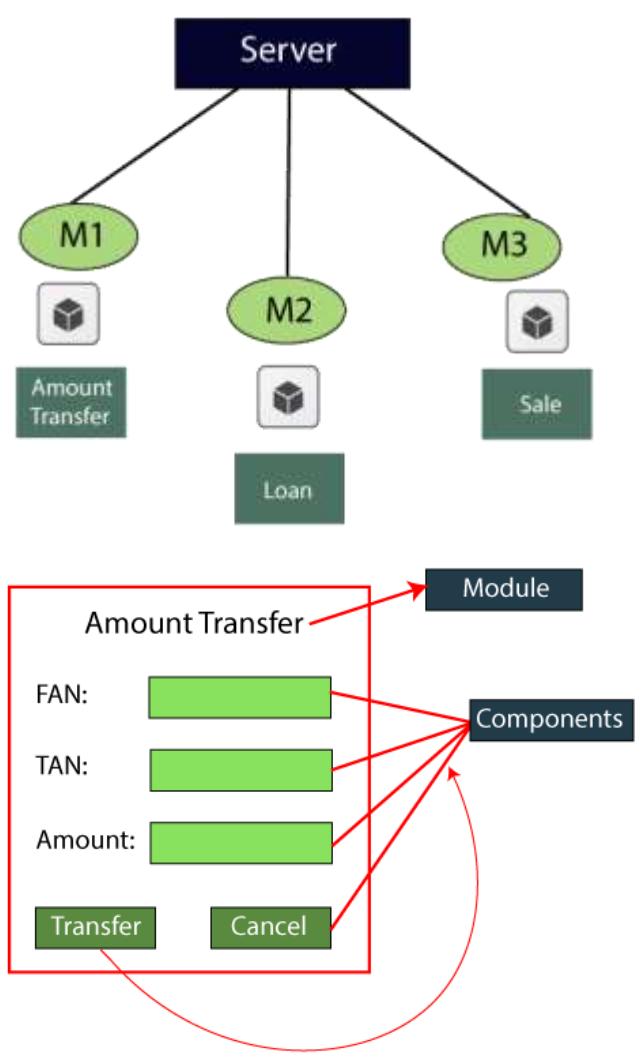 Server
M1
M2
M3
Amount
Transfer
Loan
Sale
Module
Amount Transfer
FAN:
Components
TAN:
Amount:
Transfer
Cancel